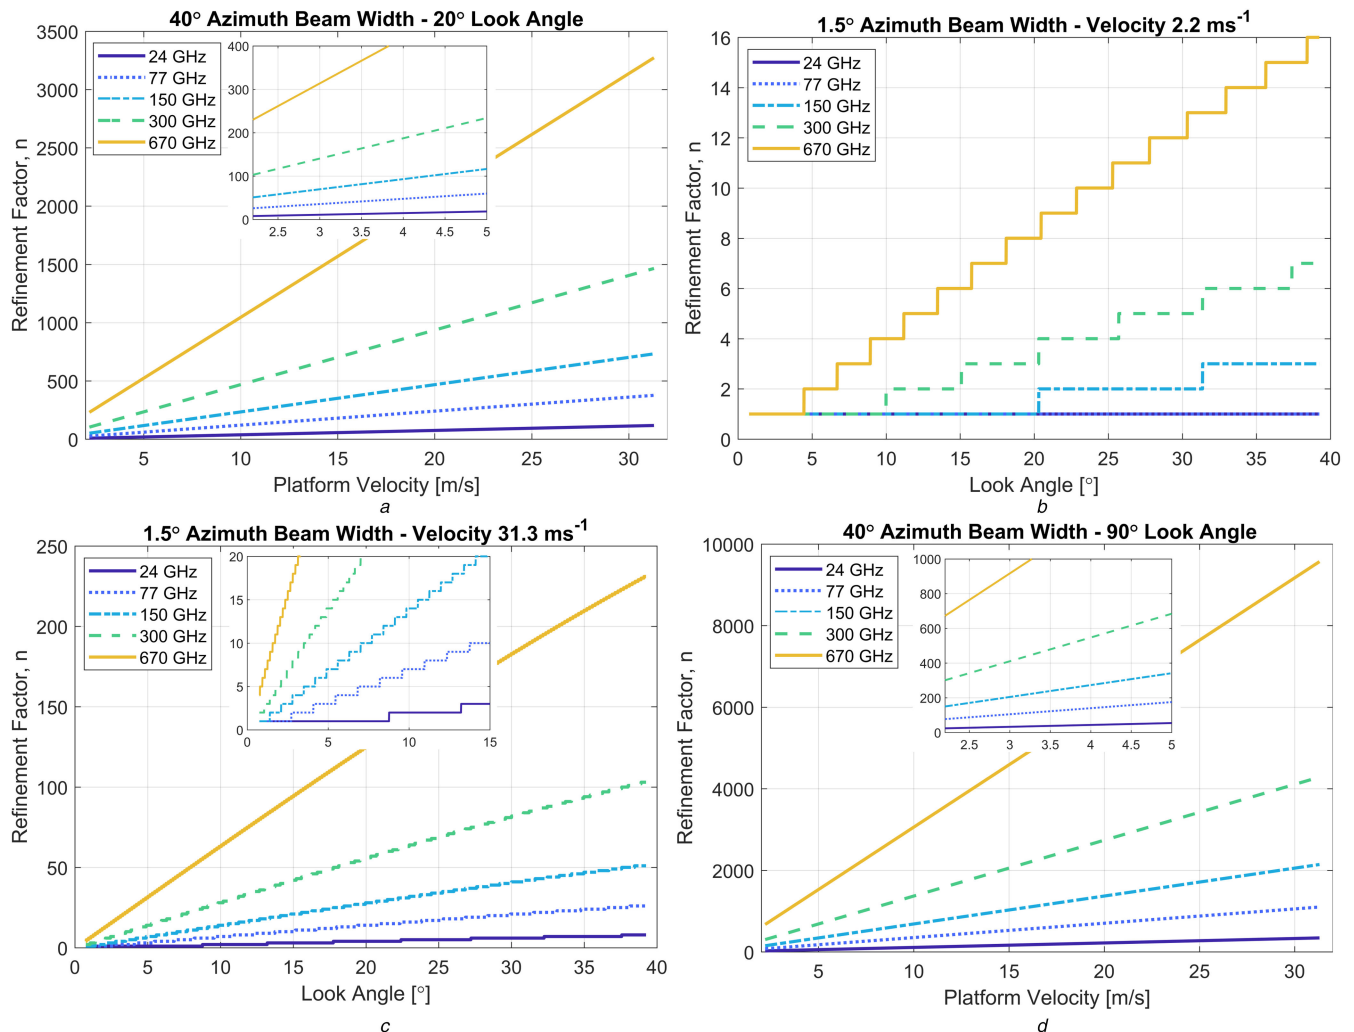 40° Azimuth Beam Width - 20° Look Angle
3500
3000
2500
2000
1500
1000
500
0
Refinement Factor, n
24 GHz
77 GHz
150 GHz
300 GHz
670 GHz
400
300
200
100
0
2.5 3 3.5 4 4.5 5
5 10 15 20 25 30
Platform Velocity [m/s]
a
1.5° Azimuth Beam Width - Velocity 2.2 ms-1
16
14
12
10
8
6
4
2
0
Refinement Factor, n
24 GHz
77 GHz
150 GHz
300 GHz
670 GHz
0 5 10 15 20 25 30 35 40
Look Angle [°]
b
1.5° Azimuth Beam Width - Velocity 31.3 ms-1
250
200
150
100
50
0
Refinement Factor, n
24 GHz
77 GHz
150 GHz
300 GHz
670 GHz
20
15
10
5
0
0 5 10 15
0 5 10 15 20 25 30 35 40
Look Angle [°]
c
40° Azimuth Beam Width - 90° Look Angle
10000
8000
6000
4000
2000
0
Refinement Factor, n
24 GHz
77 GHz
150 GHz
300 GHz
670 GHz
1000
800
600
400
200
0
2.5 3 3.5 4 4.5 5
5 10 15 20 25 30
Platform Velocity [m/s]
d